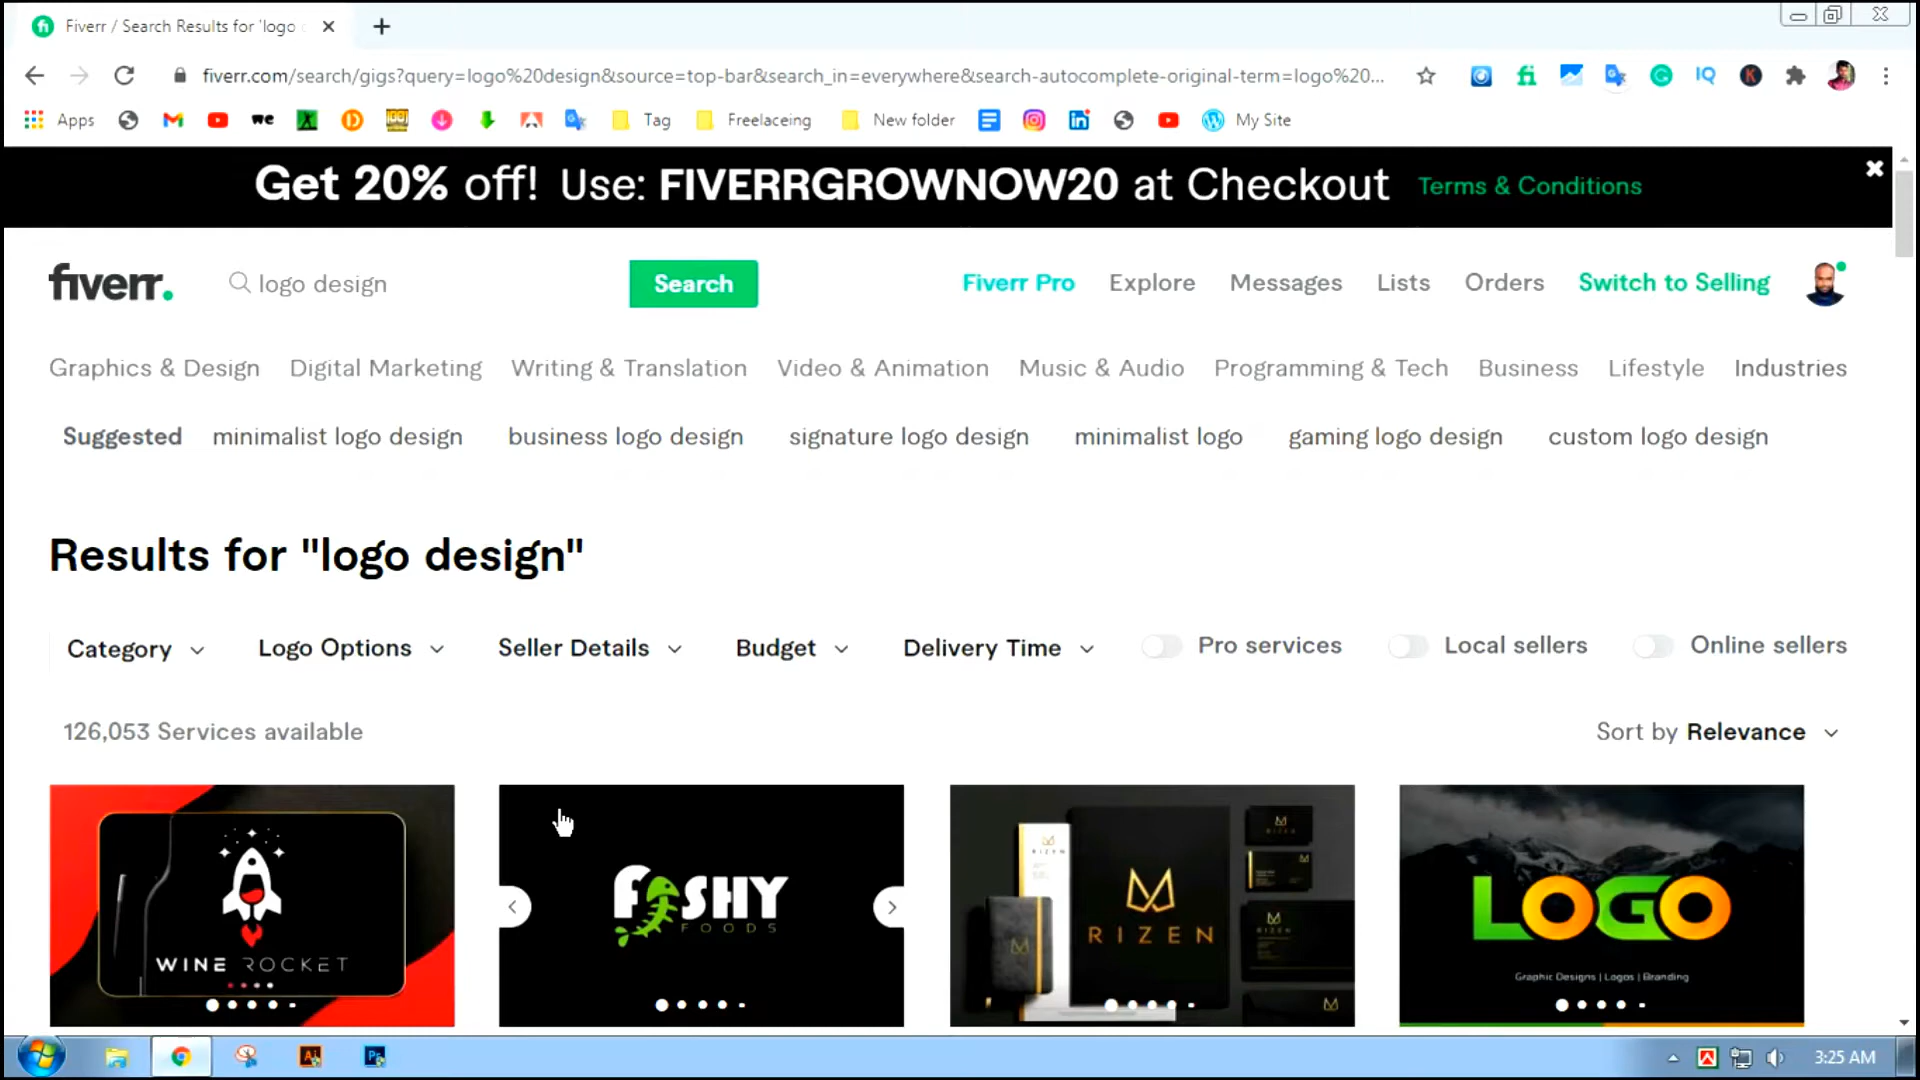 Fiverr / Search Results for 'logo
fiverr.com/search/gigs?query=logo%20design&source=top-bar&search_in=everywhere&search-autocomplete-original-term=logo%20...
Apps
Tag
Freelaceing
New folder
My Site
Get 20% off! Use: FIVERRGROWNOW20 at Checkout Terms & Conditions
fiverr.
logo design
Search
Fiverr Pro
Explore
Messages
Lists
Orders
Switch to Selling
Graphics & Design
Digital Marketing
Writing & Translation
Video & Animation
Music & Audio
Programming & Tech
Business
Lifestyle
Industries
Suggested
minimalist logo design
business logo design
signature logo design
minimalist logo
gaming logo design
custom logo design
Results for "logo design"
Category
Logo Options
Seller Details
Budget
Delivery Time
Pro services
Local sellers
Online sellers
126,053 Services available
Sort by Relevance
WINE ROCKET
FISHY
FOODS
RIZEN
LOGO
Graphic Designs | Logos | Branding
3:25 AM